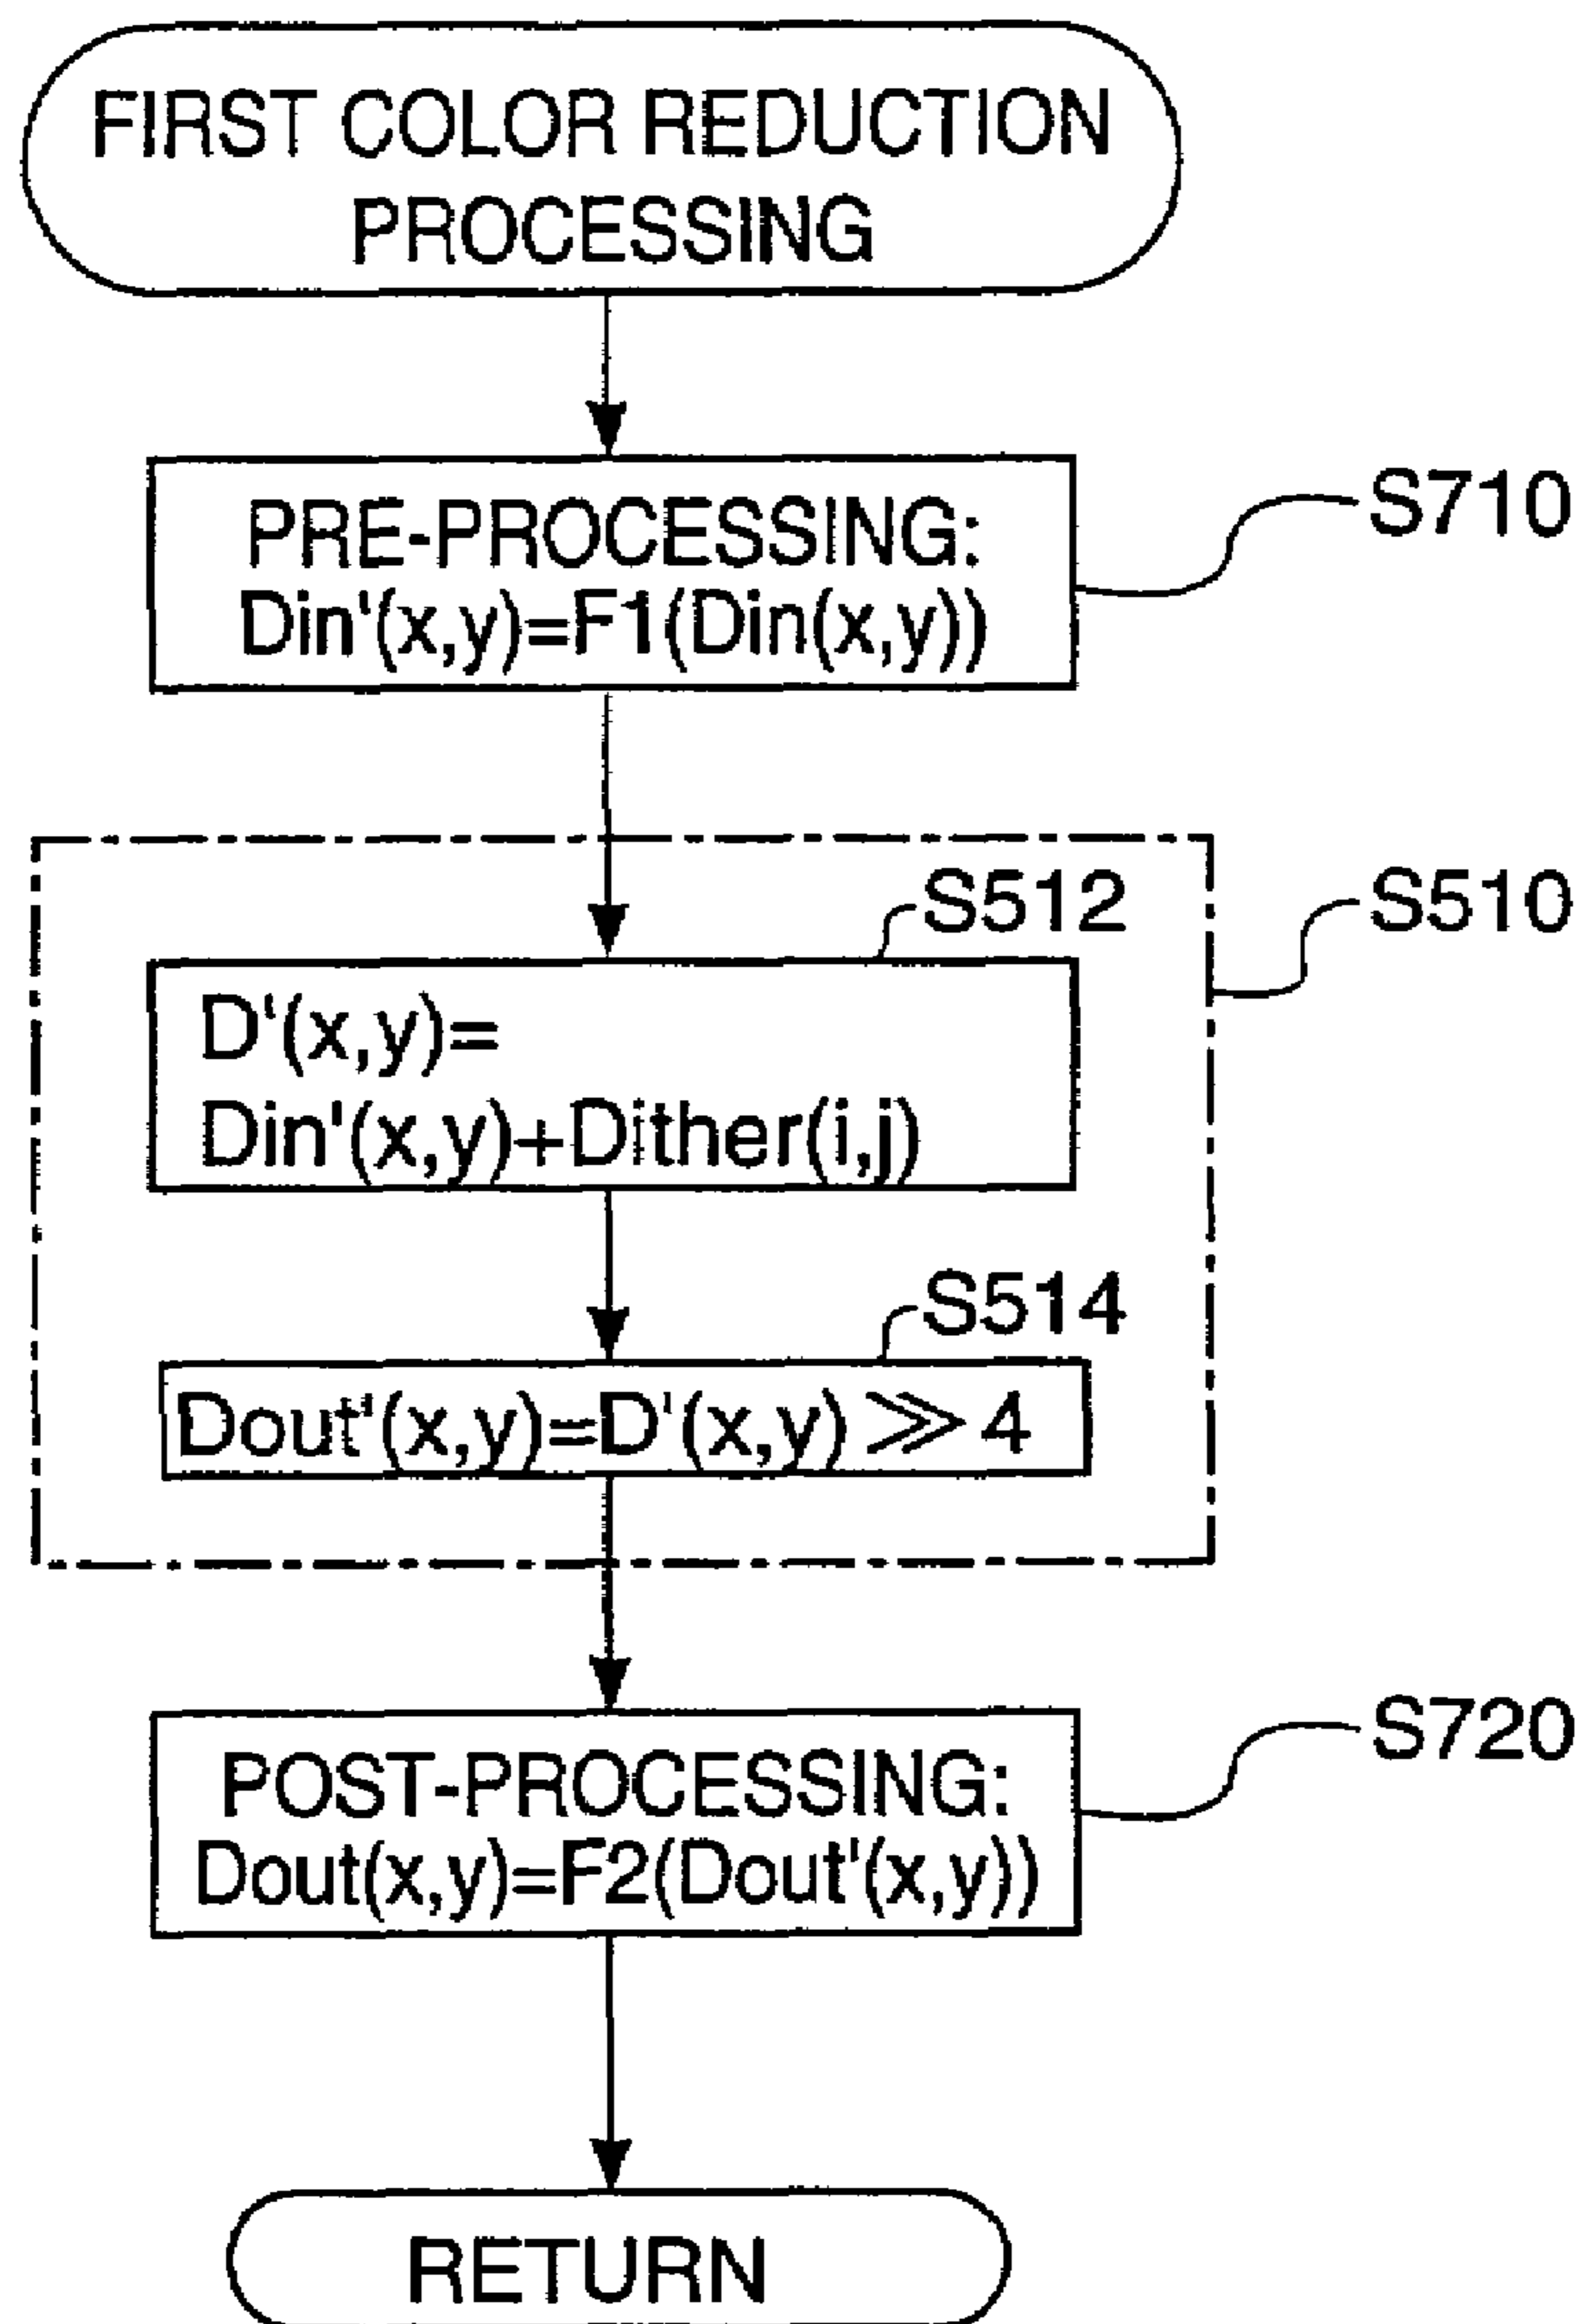 FIRST COLOR REDUCTION
PROCESSING
PRE-PROCESSING:
Din'(x,y)=F1(Din(x,y))
S710
S510
S512
D'(x,y)=
Din'(x,y)+Dither(i,j)
S514
Dout'(x,y)=D'(x,y)≫4
S720
POST-PROCESSING:
Dout(x,y)=F2(Dout'(x,y))
RETURN